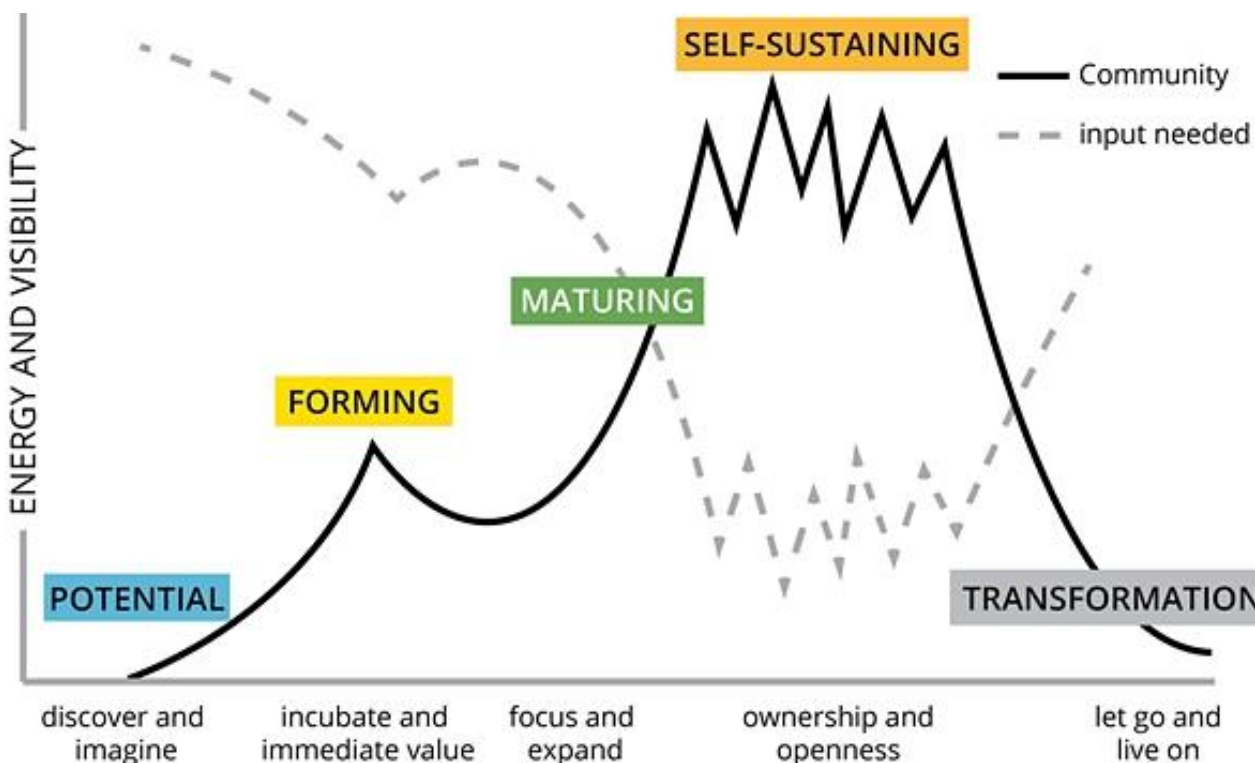 SELF-SUSTAINING
Community
input needed
ENERGY AND VISIBILITY
MATURING
FORMING
POTENTIAL
TRANSFORMATION
discover and
imagine
incubate and
immediate value
focus and
expand
ownership and
openness
let go and
live on